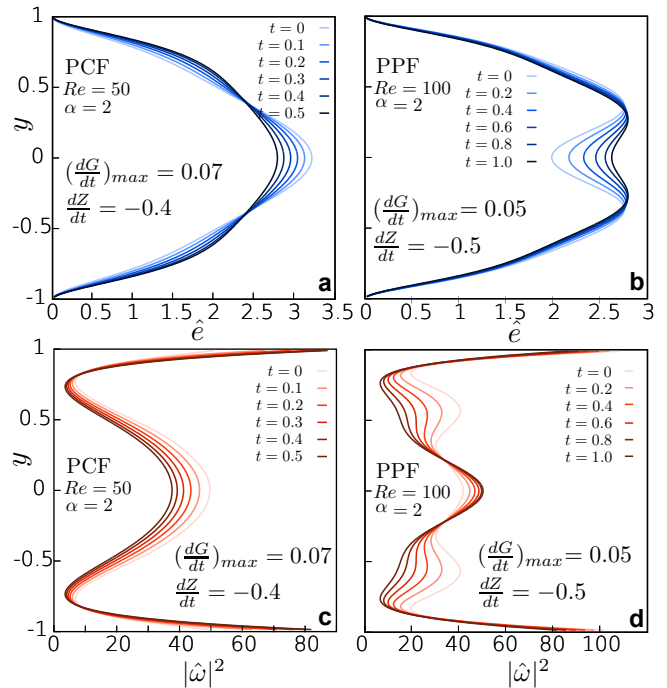 1
0.5
0
-0.5
-1
y
PCF
Re = 50
α = 2
t = 0
t = 0.1
t = 0.2
t = 0.3
t = 0.4
t = 0.5
(dG/dt)max = 0.07
dZ/dt = −0.4
a
0 0.5 1 1.5 2 2.5 3 3.5
ê
PPF
Re = 100
α = 2
t = 0
t = 0.2
t = 0.4
t = 0.6
t = 0.8
t = 1.0
(dG/dt)max = 0.05
dZ/dt = −0.5
b
0 0.5 1 1.5 2 2.5 3
ê
1
0.5
0
-0.5
-1
y
t = 0
t = 0.1
t = 0.2
t = 0.3
t = 0.4
t = 0.5
PCF
Re = 50
α = 2
(dG/dt)max = 0.07
dZ/dt = −0.4
c
0 20 40 60 80
|ω̂|²
t = 0
t = 0.2
t = 0.4
t = 0.6
t = 0.8
t = 1.0
PPF
Re = 100
α = 2
(dG/dt)max = 0.05
dZ/dt = −0.5
d
0 20 40 60 80 100
|ω̂|²